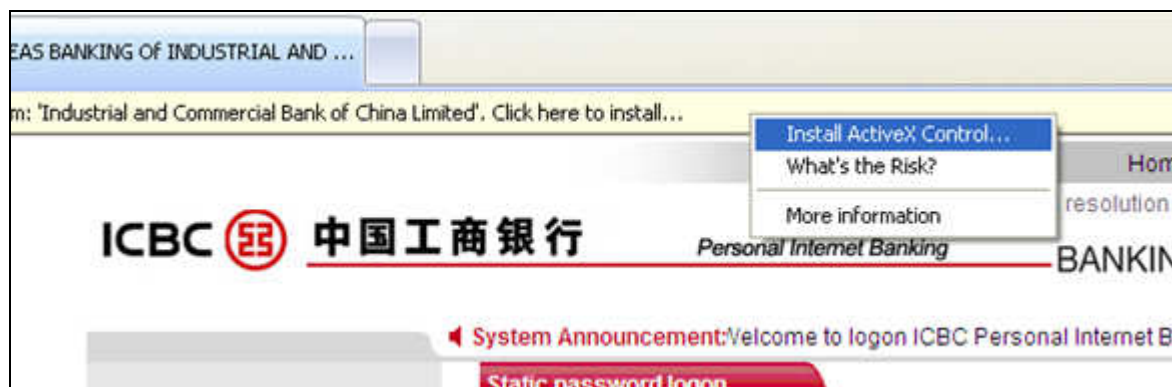 EAS BANKING Of INDUSTRIAL AND ...
m: 'Industrial and Commercial Bank of China Limited'. Click here to install...
Install ActiveX Control...
What's the Risk?
More information
Hom
resolution
ICBC 中国工商银行
Personal Internet Banking
BANKIN
System Announcement:Welcome to logon ICBC Personal Internet B
Static password logon